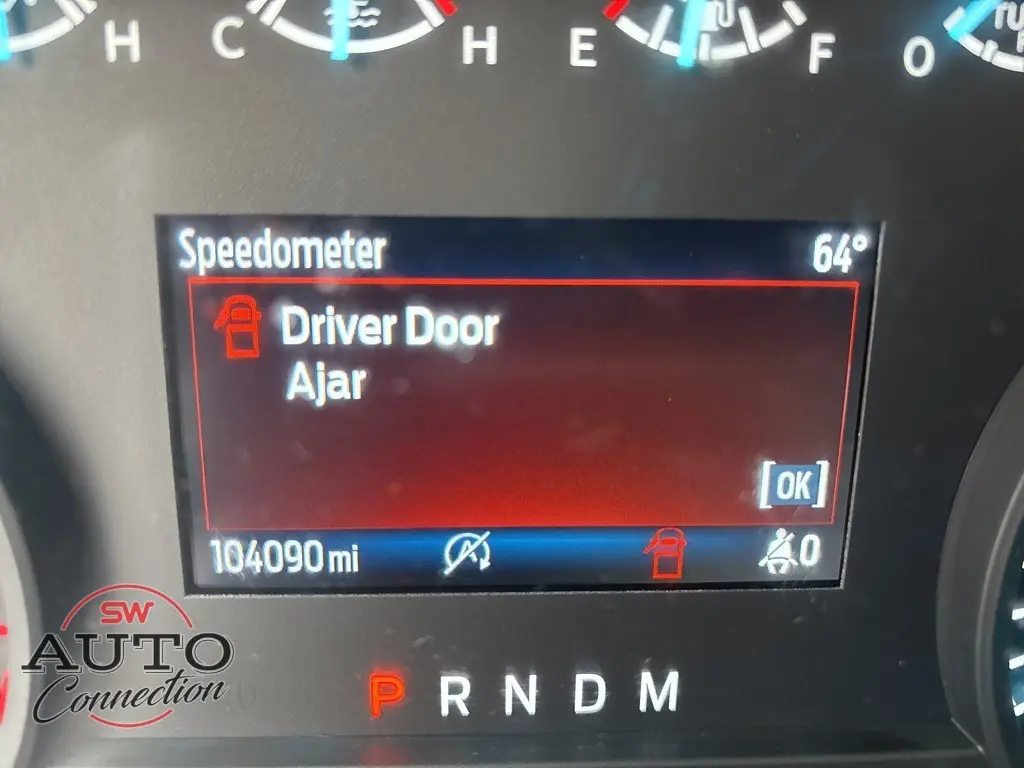 H C H E F O
Speedometer 64°
Driver Door
Ajar
[OK]
104090 mi A 0
P R N D M
SW
AUTO
Connection